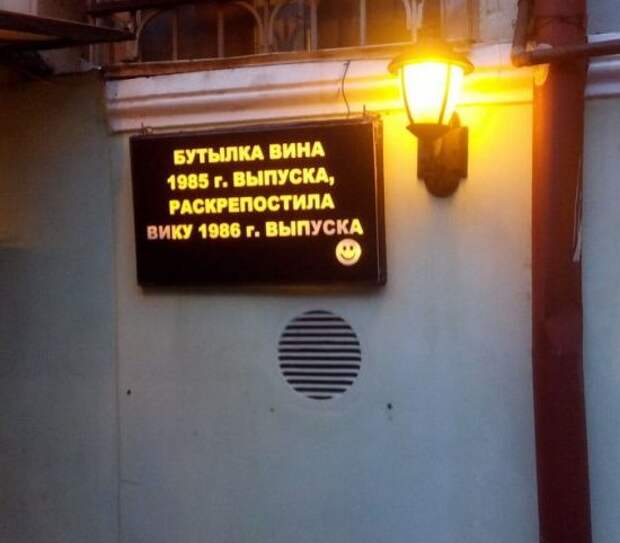 БУТЫЛКА ВИНА
1985 г. ВЫПУСКА,
РАСКРЕПОСТИЛА
ВИКУ 1986 г. ВЫПУСКА